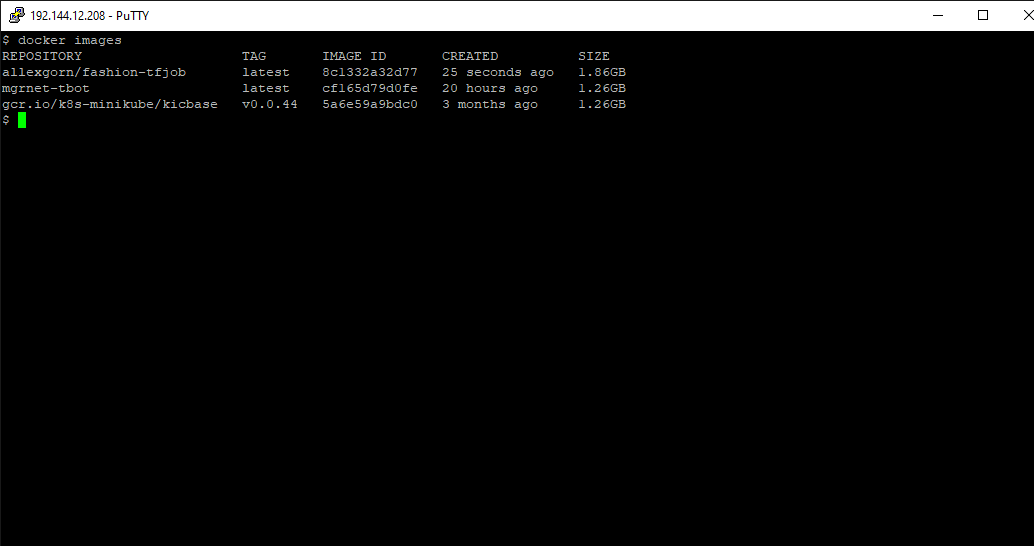 192.144.12.208 - PuTTY
$ docker images
REPOSITORY TAG IMAGE ID CREATED SIZE
allexgorn/fashion-tfjob latest 8c1332a32d77 25 seconds ago 1.86GB
mgrnet-tbot latest cf165d79d0fe 20 hours ago 1.26GB
gcr.io/k8s-minikube/kicbase v0.0.44 5a6e59a9bdc0 3 months ago 1.26GB
$